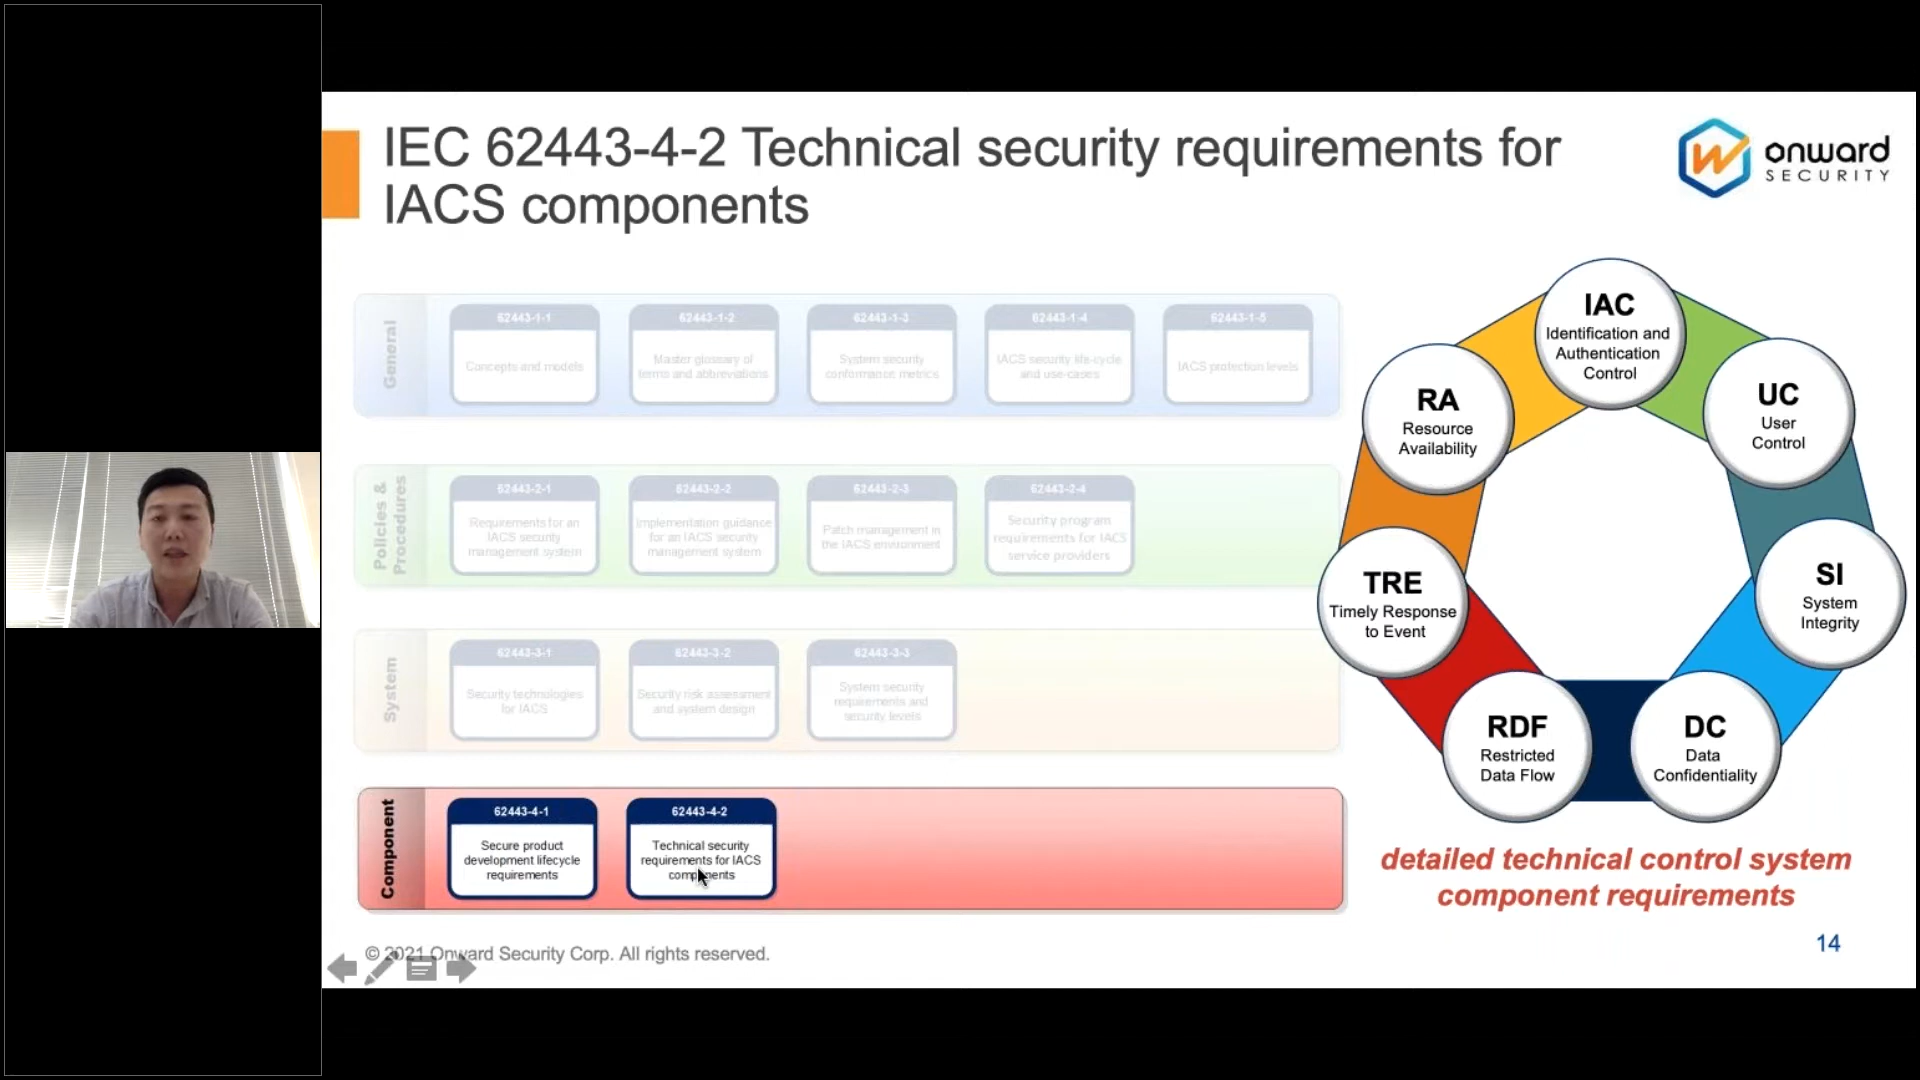 IEC 62443-4-2 Technical security requirements for
IACS components
onward
SECURITY
General
62443-1-1
Concepts and models
62443-1-2
Master glossary of
terms and abbreviations
62443-1-3
System security
conformance metrics
62443-1-4
IACS security life-cycle
and use-cases
62443-1-5
IACS protection levels
Policies &
Procedures
62443-2-1
Requirements for an
IACS security
management system
62443-2-2
Implementation guidance
for an IACS security
management system
62443-2-3
Patch management in
the IACS environment
62443-2-4
Security program
requirements for IACS
service providers
System
62443-3-1
Security technologies
for IACS
62443-3-2
Security risk assessment
and system design
62443-3-3
System security
requirements and
security levels
Component
62443-4-1
Secure product
development lifecycle
requirements
62443-4-2
Technical security
requirements for IACS
components
IAC
Identification and
Authentication
Control
UC
User
Control
SI
System
Integrity
DC
Data
Confidentiality
RDF
Restricted
Data Flow
TRE
Timely Response
to Event
RA
Resource
Availability
detailed technical control system
component requirements
© 2021 Onward Security Corp. All rights reserved.
14